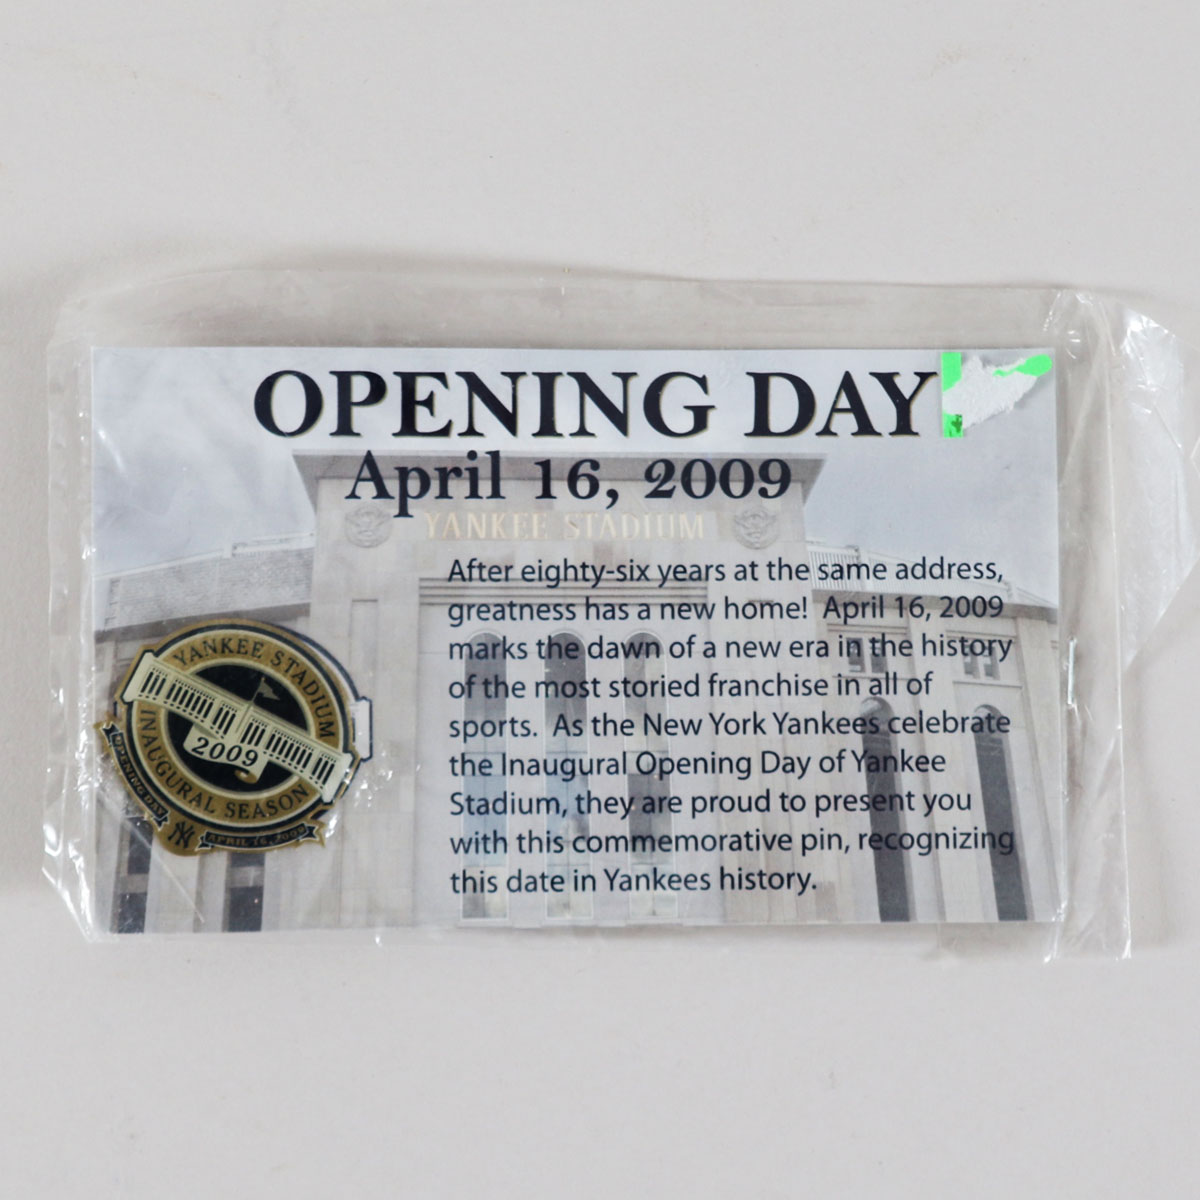 OPENING DAY
April 16, 2009
YANKEE STADIUM
After eighty-six years at the same address,
greatness has a new home!  April 16, 2009
marks the dawn of a new era in the history
of the most storied franchise in all of
sports.  As the New York Yankees celebrate
the Inaugural Opening Day of Yankee
Stadium, they are proud to present you
with this commemorative pin, recognizing
this date in Yankees history.
YANKEE STADIUM
2009
INAUGURAL SEASON
OPENING DAY
NY
APRIL 16, 2009